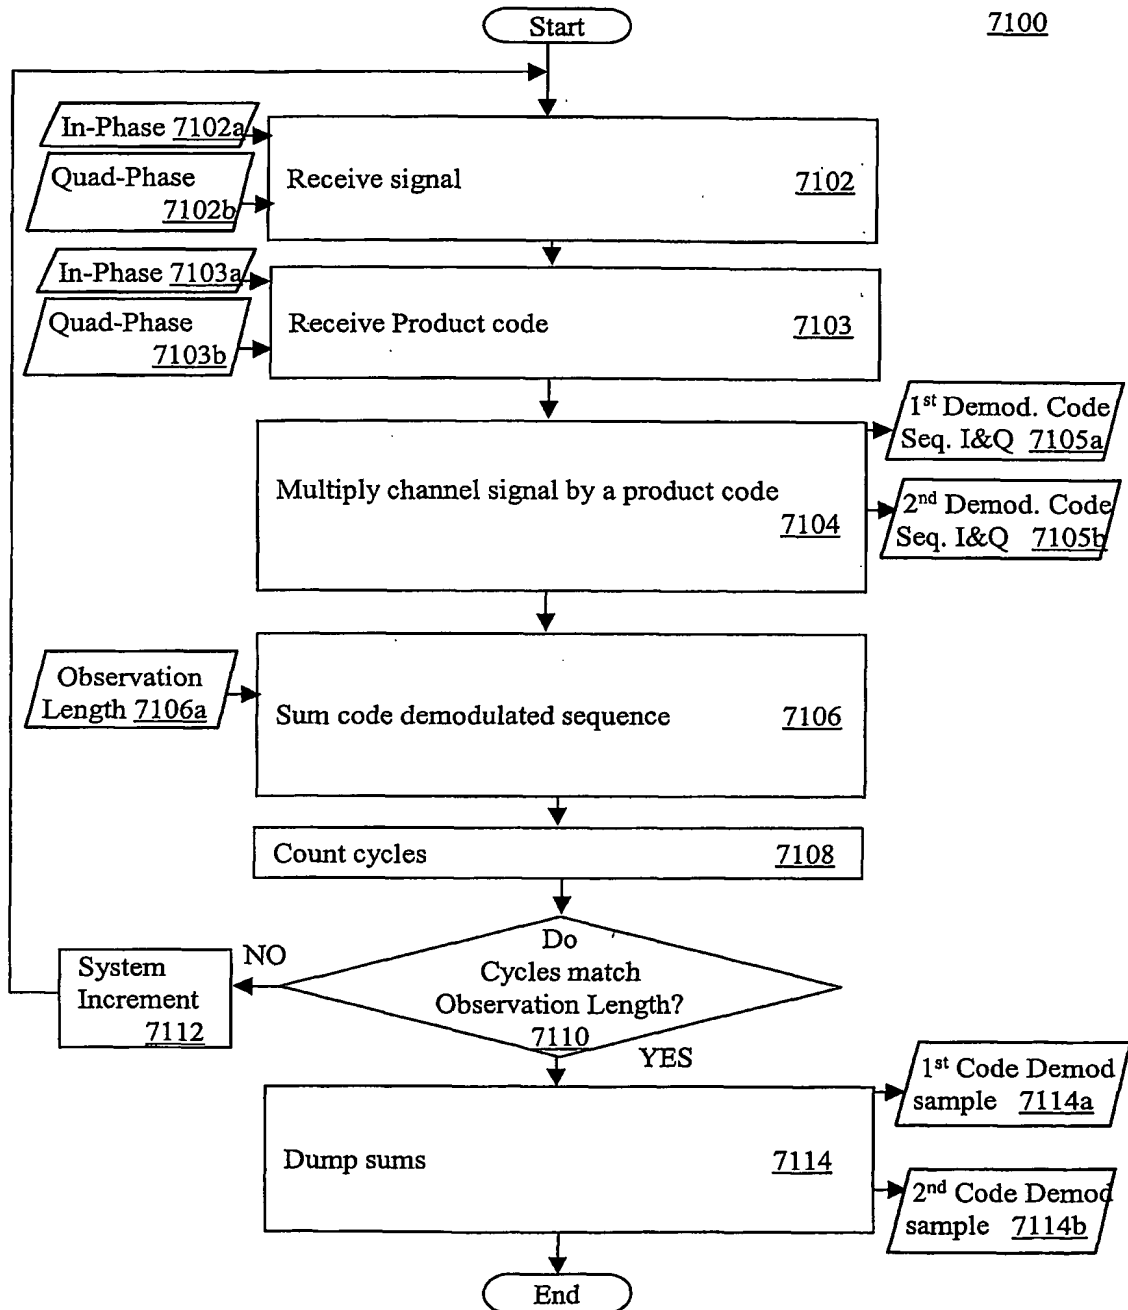 7100
Start
In-Phase 7102a
Quad-Phase
7102b
Receive signal 7102
In-Phase 7103a
Quad-Phase
7103b
Receive Product code 7103
1st Demod. Code
Seq. I&Q 7105a
Multiply channel signal by a product code
7104
2nd Demod. Code
Seq. I&Q 7105b
Observation
Length 7106a
Sum code demodulated sequence 7106
Count cycles 7108
Do
Cycles match
Observation Length?
7110
NO
System
Increment
7112
YES
1st Code Demod
sample 7114a
Dump sums 7114
2nd Code Demod
sample 7114b
End